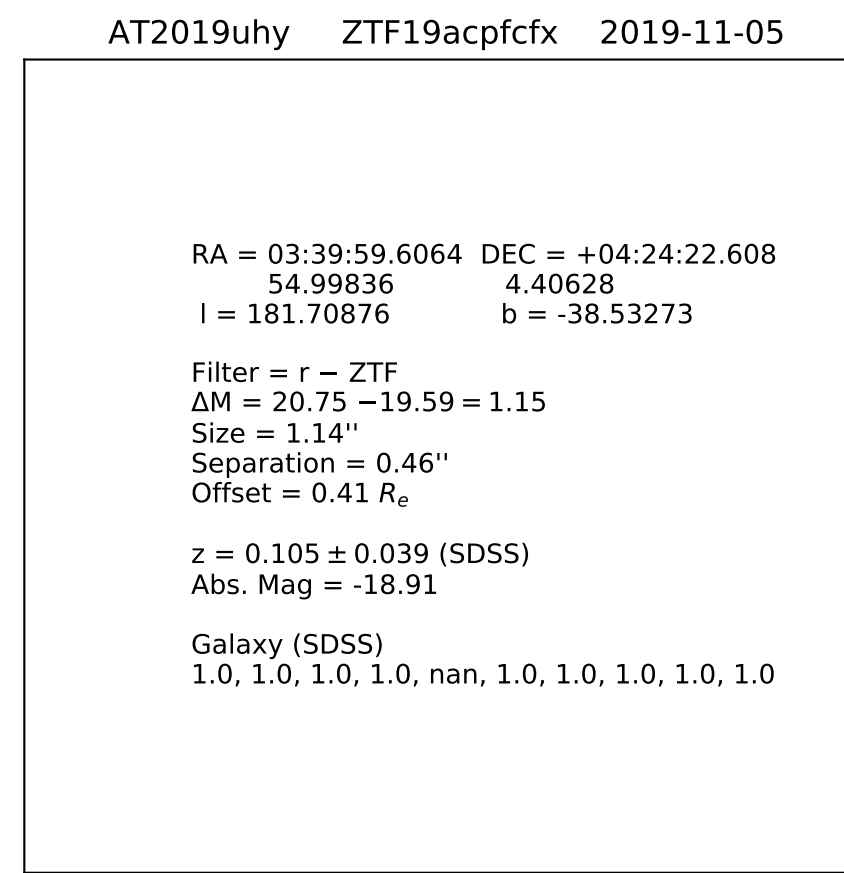 AT2019uhy ZTF19acpfcfx 2019-11-05
RA = 03:39:59.6064 DEC = +04:24:22.608
54.99836 4.40628
l = 181.70876 b = -38.53273
Filter = r − ZTF
ΔM = 20.75 −19.59 = 1.15
Size = 1.14''
Separation = 0.46''
Offset = 0.41 Re
z = 0.105 ± 0.039 (SDSS)
Abs. Mag = -18.91
Galaxy (SDSS)
1.0, 1.0, 1.0, 1.0, nan, 1.0, 1.0, 1.0, 1.0, 1.0